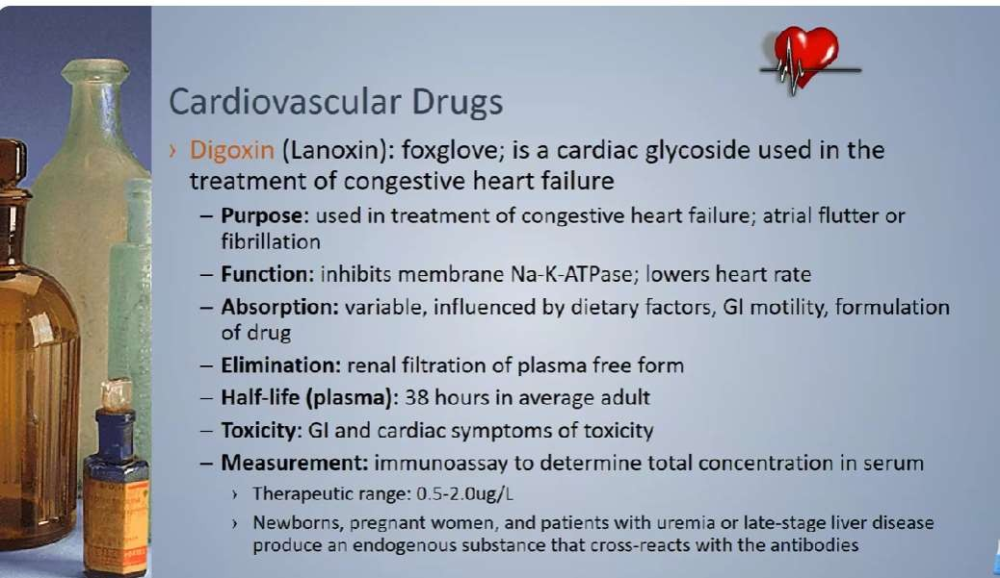 Cardiovascular Drugs
› Digoxin (Lanoxin): foxglove; is a cardiac glycoside used in the
treatment of congestive heart failure
– Purpose: used in treatment of congestive heart failure; atrial flutter or
fibrillation
– Function: inhibits membrane Na-K-ATPase; lowers heart rate
– Absorption: variable, influenced by dietary factors, GI motility, formulation
of drug
– Elimination: renal filtration of plasma free form
– Half-life (plasma): 38 hours in average adult
– Toxicity: GI and cardiac symptoms of toxicity
– Measurement: immunoassay to determine total concentration in serum
› Therapeutic range: 0.5-2.0ug/L
› Newborns, pregnant women, and patients with uremia or late-stage liver disease
produce an endogenous substance that cross-reacts with the antibodies